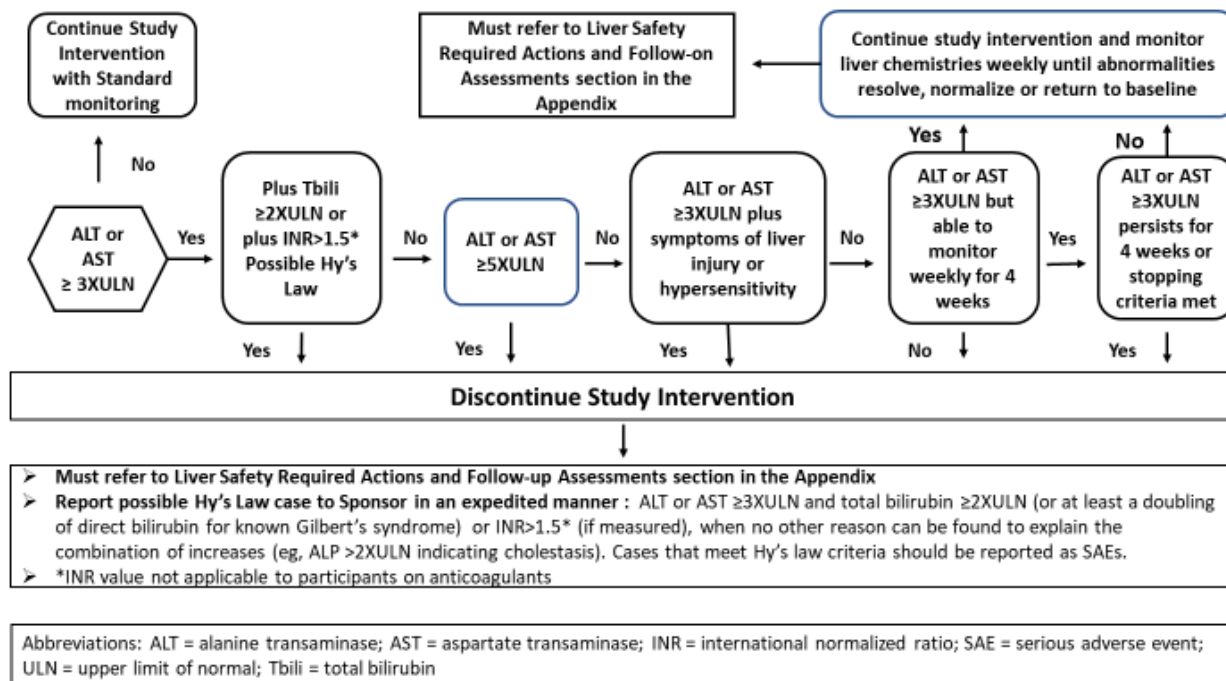 Continue Study
Intervention
with Standard
monitoring
Must refer to Liver Safety
Required Actions and Follow-on
Assessments section in the
Appendix
Continue study intervention and monitor
liver chemistries weekly until abnormalities
resolve, normalize or return to baseline
No
Yes
No
ALT or
AST
≥ 3XULN
Yes
Plus Tbili
≥2XULN or
plus INR>1.5*
Possible Hy's
Law
No
ALT or AST
≥5XULN
No
ALT or AST
≥3XULN plus
symptoms of liver
injury or
hypersensitivity
No
ALT or AST
≥3XULN but
able to
monitor
weekly for 4
weeks
Yes
ALT or AST
≥3XULN
persists for
4 weeks or
stopping
criteria met
Yes
Yes
Yes
No
Yes
Discontinue Study Intervention
➢ Must refer to Liver Safety Required Actions and Follow-up Assessments section in the Appendix
➢ Report possible Hy's Law case to Sponsor in an expedited manner : ALT or AST ≥3XULN and total bilirubin ≥2XULN (or at least a doubling
of direct bilirubin for known Gilbert's syndrome) or INR>1.5* (if measured), when no other reason can be found to explain the
combination of increases (eg, ALP >2XULN indicating cholestasis). Cases that meet Hy's law criteria should be reported as SAEs.
➢ *INR value not applicable to participants on anticoagulants
Abbreviations: ALT = alanine transaminase; AST = aspartate transaminase; INR = international normalized ratio; SAE = serious adverse event;
ULN = upper limit of normal; Tbili = total bilirubin